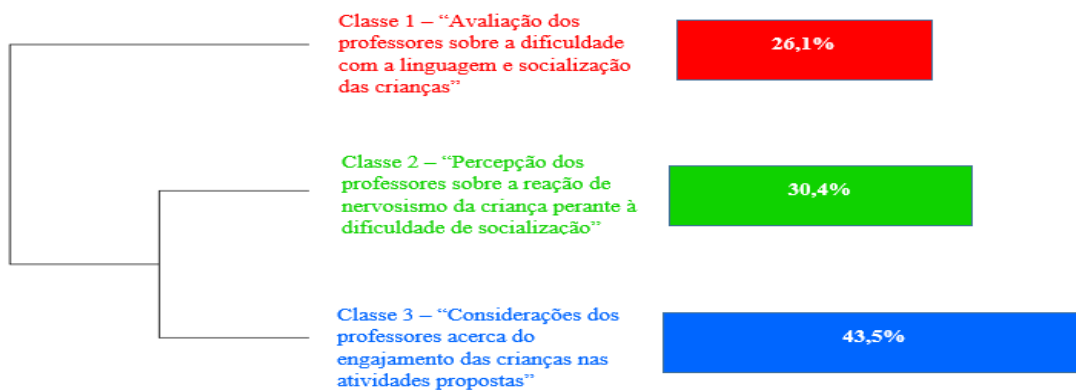 Classe 1 – “Avaliação dos
professores sobre a dificuldade
com a linguagem e socialização
das crianças”
26,1%
Classe 2 – “Percepção dos
professores sobre a reação de
nervosismo da criança perante à
dificuldade de socialização”
30,4%
Classe 3 – “Considerações dos
professores acerca do
engajamento das crianças nas
atividades propostas”
43,5%